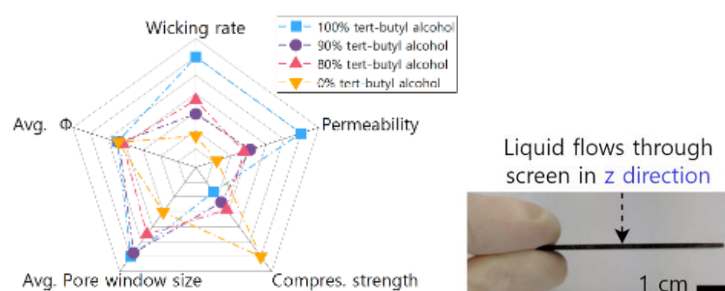 Wicking rate
100% tert-butyl alcohol
90% tert-butyl alcohol
80% tert-butyl alcohol
0% tert-butyl alcohol
Avg. Φ
Permeability
Avg. Pore window size
Compres. strength
Liquid flows through
screen in z direction
1 cm